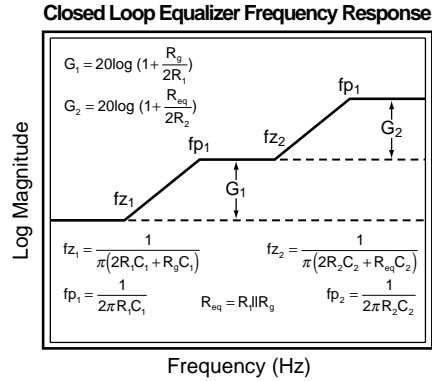 Closed Loop Equalizer Frequency Response
G₁ = 20log (1+ R_g/2R₁)
G₂ = 20log (1+ R_eq/2R₂)
fp₁
fp₁
fz₂
G₂
fz₁
G₁
Log Magnitude
fz₁ = 1/π(2R₁C₁ + R_gC₁)
fz₂ = 1/π(2R₂C₂ + R_eqC₂)
fp₁ = 1/2πR₁C₁
R_eq = R₁llR_g
fp₂ = 1/2πR₂C₂
Frequency (Hz)